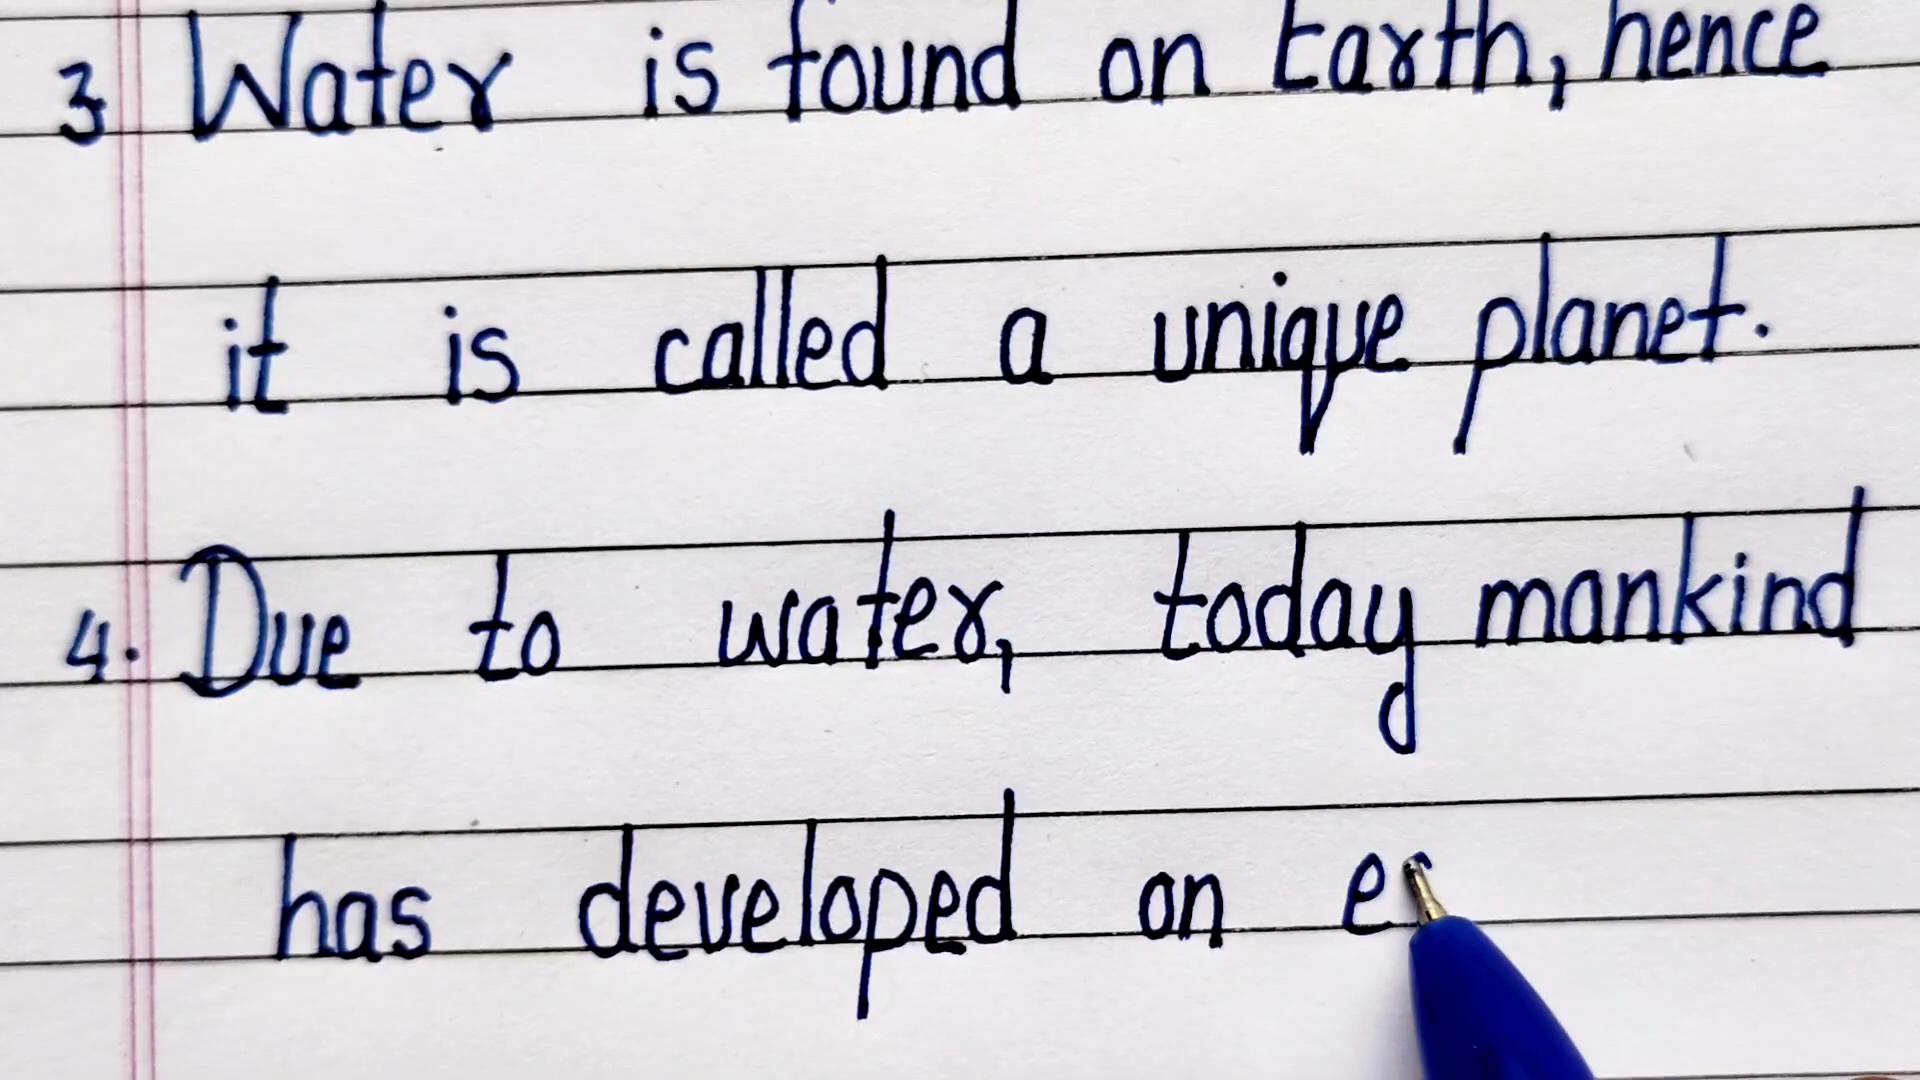 3 Water is found on Earth, hence
it is called a unique planet.
4. Due to water, today mankind
has developed on e